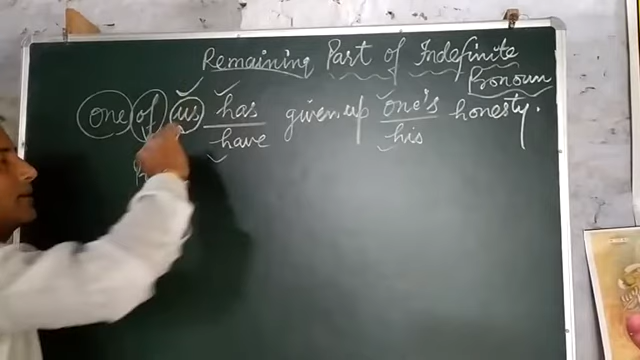 Remaining Part of Indefinite
Pronoun
one of us has given up one's honesty.
have his